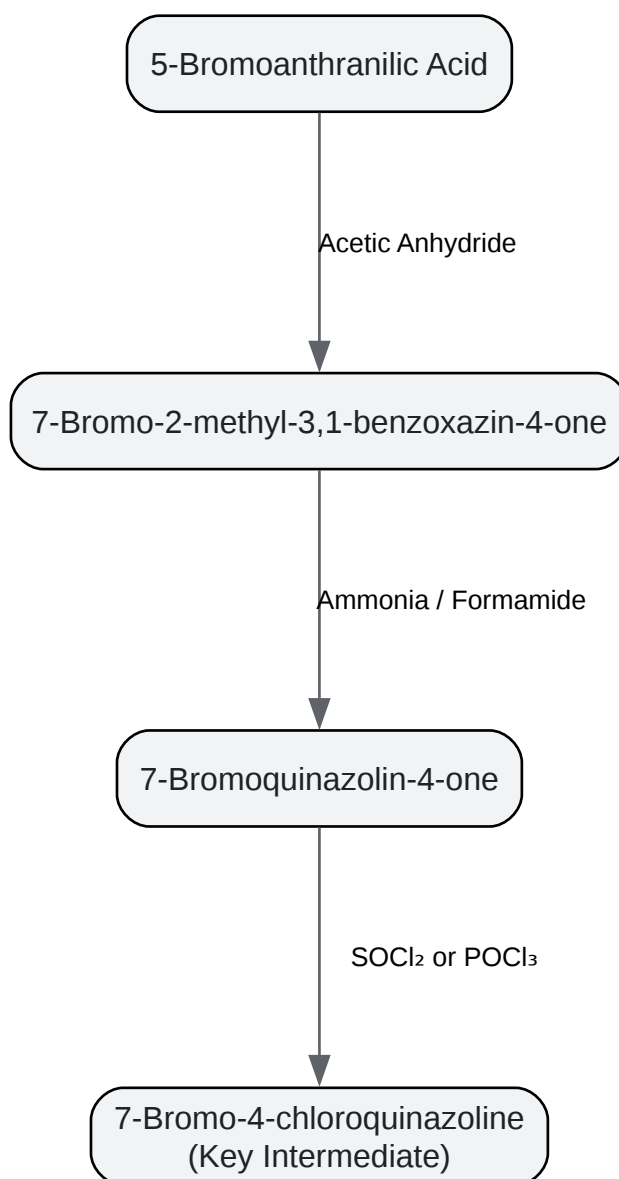 5-Bromoanthranilic Acid
Acetic Anhydride
7-Bromo-2-methyl-3,1-benzoxazin-4-one
Ammonia / Formamide
7-Bromoquinazolin-4-one
SOCl₂ or POCl₃
7-Bromo-4-chloroquinazoline
(Key Intermediate)